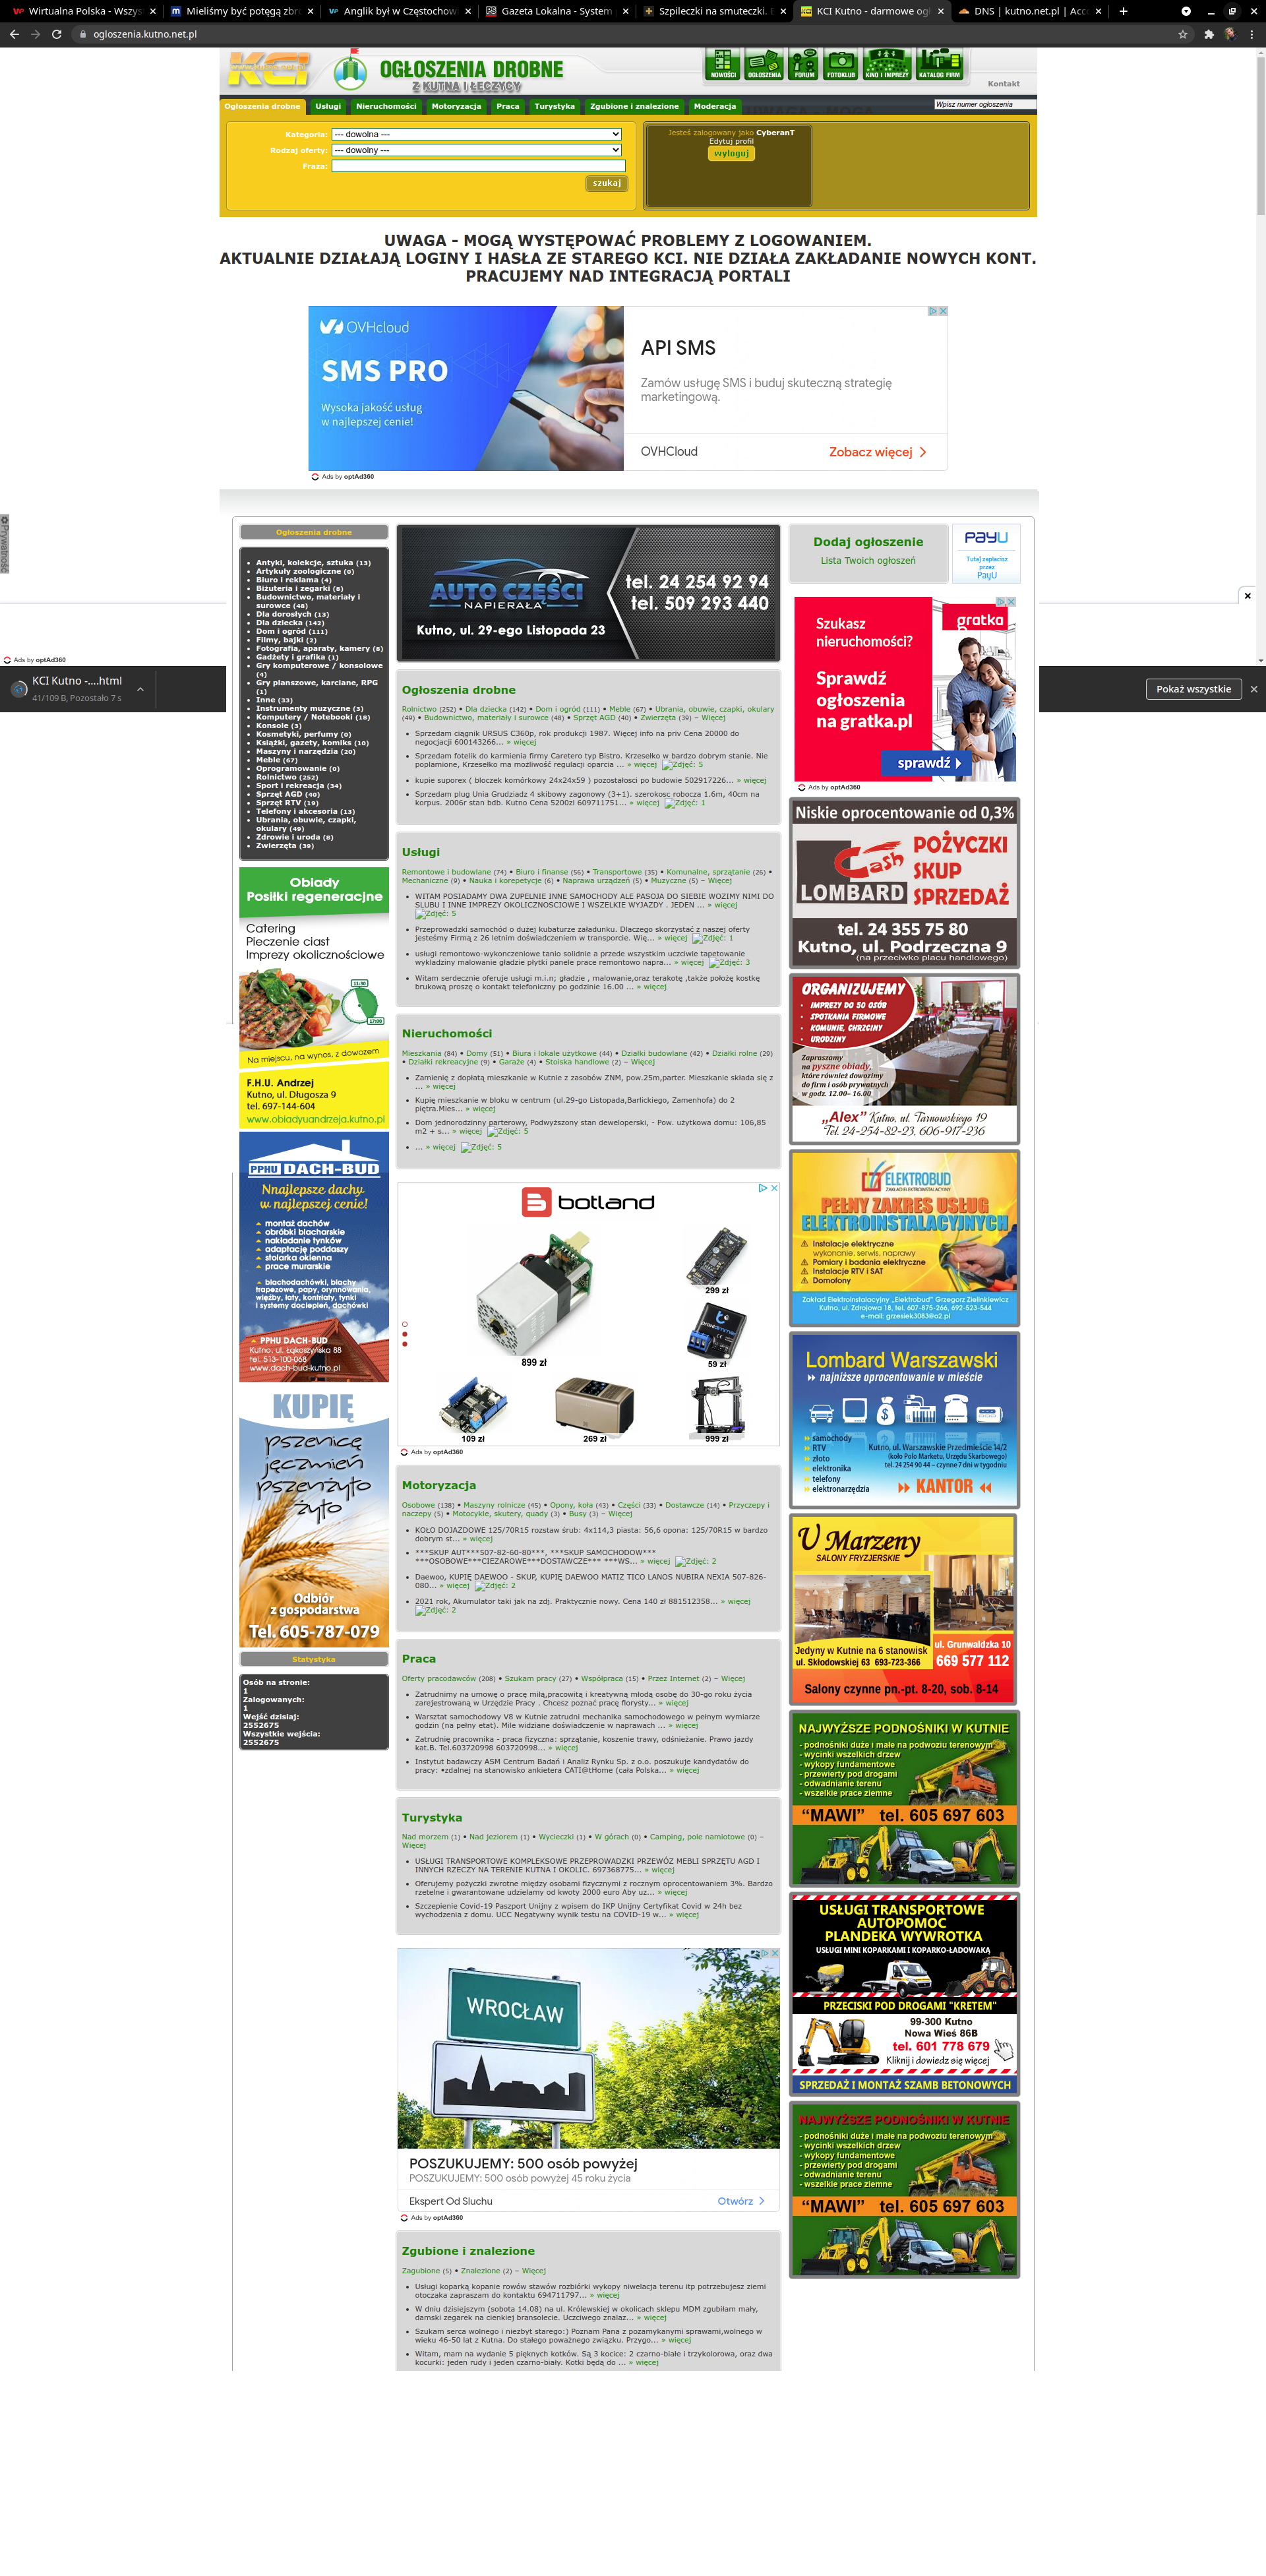 Wirtualna Polska - Wszys
Mieliśmy być potęgą zbro
Anglik był w Częstochow
Gazeta Lokalna - System
Szpileczki na smuteczki.
KCI Kutno - darmowe ogł
DNS | kutno.net.pl | Acco
ogloszenia.kutno.net.pl
KCI
OGŁOSZENIA DROBNE
Z KUTNA I ŁĘCZYCY
NOWOŚCI
OGŁOSZENIA
FORUM
FOTOKLUB
KINO I IMPREZY
KATALOG FIRM
Kontakt
Ogłoszenia drobne
Usługi
Nieruchomości
Motoryzacja
Praca
Turystyka
Zgubione i znalezione
Moderacja
Wpisz numer ogłoszenia
Kategoria: --- dowolna ---
Rodzaj oferty: --- dowolny ---
Fraza:
szukaj
Jesteś zalogowany jako CyberanT
Edytuj profil
wyloguj
UWAGA - MOGĄ WYSTĘPOWAĆ PROBLEMY Z LOGOWANIEM.
AKTUALNIE DZIAŁAJĄ LOGINY I HASŁA ZE STAREGO KCI. NIE DZIAŁA ZAKŁADANIE NOWYCH KONT.
PRACUJEMY NAD INTEGRACJĄ PORTALI
OVHcloud
SMS PRO
Wysoka jakość usług
w najlepszej cenie!
API SMS
Zamów usługę SMS i buduj skuteczną strategię
marketingową.
OVHCloud
Zobacz więcej
Ads by optAd360
Prywatność
Ads by optAd360
KCI Kutno -....html
41/109 B, Pozostało 7 s
Pokaż wszystkie
Ogłoszenia drobne
Antyki, kolekcje, sztuka (13)
Artykuły zoologiczne (0)
Biuro i reklama (4)
Biżuteria i zegarki (8)
Budownictwo, materiały i
surowce (48)
Dla dorosłych (13)
Dla dziecka (142)
Dom i ogród (111)
Filmy, bajki (2)
Fotografia, aparaty, kamery (8)
Gadżety i grafika (1)
Gry komputerowe / konsolowe
(4)
Gry planszowe, karciane, RPG
(1)
Inne (33)
Instrumenty muzyczne (3)
Komputery / Notebooki (18)
Konsole (3)
Kosmetyki, perfumy (0)
Książki, gazety, komiks (10)
Maszyny i narzędzia (20)
Meble (67)
Oprogramowanie (0)
Rolnictwo (252)
Sport i rekreacja (34)
Sprzęt AGD (40)
Sprzęt RTV (19)
Telefony i akcesoria (13)
Ubrania, obuwie, czapki,
okulary (49)
Zdrowie i uroda (8)
Zwierzęta (39)
Obiady
Posiłki regeneracyjne
Catering
Pieczenie ciast
Imprezy okolicznościowe
11:30
17:00
Na miejscu, na wynos, z dowozem
F.H.U. Andrzej
Kutno, ul. Długosza 9
tel. 697-144-604
www.obiadyuandrzeja.kutno.pl
PPHU DACH-BUD
Nnajlepsze dachy
w najlepszej cenie!
montaż dachów
obróbki blacharskie
nakładanie tynków
adaptację poddaszy
stolarka okienna
prace murarskie
blachodachówki, blachy
trapezowe, papy, orynnowania,
więźby, łaty, kontrłaty, tynki
i systemy dociepleń, dachówki
PPHU DACH-BUD
Kutno, ul. Łąkoszyńska 88
tel. 513-100-068
www.dach-bud-kutno.pl
KUPIĘ
pszenicę
jęczmień
pszenżyto
żyto
Odbiór
z gospodarstwa
Tel. 605-787-079
Statystyka
Osób na stronie:
1
Zalogowanych:
1
Wejść dzisiaj:
2552675
Wszystkie wejścia:
2552675
AUTO CZĘŚCI
NAPIERAŁA
Kutno, ul. 29-ego Listopada 23
tel. 24 254 92 94
tel. 509 293 440
Ogłoszenia drobne
Rolnictwo (252) • Dla dziecka (142) • Dom i ogród (111) • Meble (67) • Ubrania, obuwie, czapki, okulary
(49) • Budownictwo, materiały i surowce (48) • Sprzęt AGD (40) • Zwierzęta (39) ~ Więcej
Sprzedam ciągnik URSUS C360p, rok produkcji 1987. Więcej info na priv Cena 20000 do
negocjacji 600143266... » więcej
Sprzedam fotelik do karmienia firmy Caretero typ Bistro. Krzesełko w bardzo dobrym stanie. Nie
poplamione, Krzesełko ma możliwość regulacji oparcia ... » więcej Zdjęć: 5
kupie suporex ( bloczek komórkowy 24x24x59 ) pozostałosci po budowie 502917226... » więcej
Sprzedam plug Unia Grudziadz 4 skibowy zagonowy (3+1). szerokosc robocza 1.6m, 40cm na
korpus. 2006r stan bdb. Kutno Cena 5200zl 609711751... » więcej Zdjęć: 1
Usługi
Remontowe i budowlane (74) • Biuro i finanse (56) • Transportowe (35) • Komunalne, sprzątanie (26) •
Mechaniczne (9) • Nauka i korepetycje (6) • Naprawa urządzeń (5) • Muzyczne (5) ~ Więcej
WITAM POSIADAMY DWA ZUPELNIE INNE SAMOCHODY ALE PASOJA DO SIEBIE WOZIMY NIMI DO
SLUBU I INNE IMPREZY OKOLICZNOSCIOWE I WSZELKIE WYJAZDY . JEDEN ... » więcej
Zdjęć: 5
Przeprowadzki samochód o dużej kubaturze załadunku. Dlaczego skorzystać z naszej oferty
jesteśmy Firmą z 26 letnim doświadczeniem w transporcie. Wię... » więcej Zdjęć: 1
usługi remontowo-wykonczeniowe tanio solidnie a przede wszystkim uczciwie tapetowanie
wykladziny malowanie gładzie płytki panele prace remontowo napra... » więcej Zdjęć: 3
Witam serdecznie oferuje usługi m.i.n; gładzie , malowanie,oraz terakotę ,także położę kostkę
brukową proszę o kontakt telefoniczny po godzinie 16.00 ... » więcej
Nieruchomości
Mieszkania (84) • Domy (51) • Biura i lokale użytkowe (44) • Działki budowlane (42) • Działki rolne (29)
• Działki rekreacyjne (9) • Garaże (4) • Stoiska handlowe (2) ~ Więcej
Zamienię z dopłatą mieszkanie w Kutnie z zasobów ZNM, pow.25m,parter. Mieszkanie składa się z
... » więcej
Kupię mieszkanie w bloku w centrum (ul.29-go Listopada,Barlickiego, Zamenhofa) do 2
piętra.Mies... » więcej
Dom jednorodzinny parterowy, Podwyższony stan deweloperski, - Pow. użytkowa domu: 106,85
m2 + s... » więcej Zdjęć: 5
... » więcej Zdjęć: 5
botland
899 zł
299 zł
59 zł
109 zł
269 zł
999 zł
Ads by optAd360
Motoryzacja
Osobowe (138) • Maszyny rolnicze (45) • Opony, koła (43) • Części (33) • Dostawcze (14) • Przyczepy i
naczepy (5) • Motocykle, skutery, quady (3) • Busy (3) ~ Więcej
KOŁO DOJAZDOWE 125/70R15 rozstaw śrub: 4x114,3 piasta: 56,6 opona: 125/70R15 w bardzo
dobrym st... » więcej
***SKUP AUT***507-82-60-80***, ***SKUP SAMOCHODOW***
***OSOBOWE***CIEZAROWE***DOSTAWCZE*** ***WS... » więcej Zdjęć: 2
Daewoo, KUPIĘ DAEWOO - SKUP, KUPIĘ DAEWOO MATIZ TICO LANOS NUBIRA NEXIA 507-826-
080... » więcej Zdjęć: 2
2021 rok, Akumulator taki jak na zdj. Praktycznie nowy. Cena 140 zł 881512358... » więcej
Zdjęć: 2
Praca
Oferty pracodawców (208) • Szukam pracy (27) • Współpraca (15) • Przez Internet (2) ~ Więcej
Zatrudnimy na umowę o pracę miłą,pracowitą i kreatywną młodą osobę do 30-go roku życia
zarejestrowaną w Urzędzie Pracy . Chcesz poznać pracę florysty... » więcej
Warsztat samochodowy V8 w Kutnie zatrudni mechanika samochodowego w pełnym wymiarze
godzin (na pełny etat). Mile widziane doświadczenie w naprawach ... » więcej
Zatrudnię pracownika - praca fizyczna: sprzątanie, koszenie trawy, odśnieżanie. Prawo jazdy
kat.B. Tel.603720998 603720998... » więcej
Instytut badawczy ASM Centrum Badań i Analiz Rynku Sp. z o.o. poszukuje kandydatów do
pracy: •zdalnej na stanowisko ankietera CATI@tHome (cała Polska... » więcej
Turystyka
Nad morzem (1) • Nad jeziorem (1) • Wycieczki (1) • W górach (0) • Camping, pole namiotowe (0) ~
Więcej
USŁUGI TRANSPORTOWE KOMPLEKSOWE PRZEPROWADZKI PRZEWÓZ MEBLI SPRZĘTU AGD I
INNYCH RZECZY NA TERENIE KUTNA I OKOLIC. 697368775... » więcej
Oferujemy pożyczki zwrotne między osobami fizycznymi z rocznym oprocentowaniem 3%. Bardzo
rzetelne i gwarantowane udzielamy od kwoty 2000 euro Aby uz... » więcej
Szczepienie Covid-19 Paszport Unijny z wpisem do IKP Unijny Certyfikat Covid w 24h bez
wychodzenia z domu. UCC Negatywny wynik testu na COVID-19 w... » więcej
WROCŁAW
POSZUKUJEMY: 500 osób powyżej
POSZUKUJEMY: 500 osób powyżej 45 roku życia
Ekspert Od Słuchu
Otwórz
Ads by optAd360
Zgubione i znalezione
Zagubione (5) • Znalezione (2) ~ Więcej
Usługi koparką kopanie rowów stawów rozbiórki wykopy niwelacja terenu itp potrzebujesz ziemi
otoczaka zapraszam do kontaktu 694711797... » więcej
W dniu dzisiejszym (sobota 14.08) na ul. Królewskiej w okolicach sklepu MDM zgubiłam mały,
damski zegarek na cienkiej bransolecie. Uczciwego znalaz... » więcej
Szukam serca wolnego i niezbyt starego:) Poznam Pana z pozamykanymi sprawami,wolnego w
wieku 46-50 lat z Kutna. Do stałego poważnego związku. Przygo... » więcej
Witam, mam na wydanie 5 pięknych kotków. Są 3 kocice: 2 czarno-białe i trzykolorowa, oraz dwa
kocurki: jeden rudy i jeden czarno-biały. Kotki będą do ... » więcej
Dodaj ogłoszenie
Lista Twoich ogłoszeń
PayU
Tutaj zapłacisz
przez
PayU
Szukasz
nieruchomości?
gratka
Sprawdź
ogłoszenia
na gratka.pl
sprawdź
Ads by optAd360
Niskie oprocentowanie od 0,3%
Cash
LOMBARD
POŻYCZKI
SKUP
SPRZEDAŻ
tel. 24 355 75 80
Kutno, ul. Podrzeczna 9
(na przeciwko placu handlowego)
ORGANIZUJEMY
IMPREZY DO 50 OSÓB
SPOTKANIA FIRMOWE
KOMUNIE, CHRZCINY
URODZINY
Zapraszamy
na pyszne obiady,
które również dowozimy
do firm i osób prywatnych
w godz. 12.00- 16.00
„Alex” Kutno, ul. Tarnowskiego 19
Tel. 24-254-82-23, 606-917-236
ELEKTROBUD
ZAKŁAD ELEKTROINSTALACYJNY
PEŁNY ZAKRES USŁUG
ELEKTROINSTALACYJNYCH
Instalacje elektryczne
wykonanie, serwis, naprawy
Pomiary i badania elektryczne
Instalacje RTV i SAT
Domofony
Zakład Elektroinstalacyjny „Elektrobud” Grzegorz Zielinkiewicz
Kutno, ul. Zdrojowa 18, tel. 607-875-266, 692-523-544
e-mail: grzesiek3083@o2.pl
Lombard Warszawski
najniższe oprocentowanie w mieście
samochody
RTV
złoto
elektronika
telefony
elektronarzędzia
Kutno, ul. Warszawskie Przedmieście 14/2
(koło Polo Marketu, Urzędu Skarbowego)
tel. 24 254 90 44 – czynne 7 dni w tygodniu
KANTOR
U Marzeny
SALONY FRYZJERSKIE
Jedyny w Kutnie na 6 stanowisk
ul. Skłodowskiej 63 693-723-366
ul. Grunwaldzka 10
669 577 112
Salony czynne pn.-pt. 8-20, sob. 8-14
NAJWYŻSZE PODNOŚNIKI W KUTNIE
- podnośniki duże i małe na podwoziu terenowym
- wycinki wszelkich drzew
- wykopy fundamentowe
- przewierty pod drogami
- odwadnianie terenu
- wszelkie prace ziemne
“MAWI” tel. 605 697 603
USŁUGI TRANSPORTOWE
AUTOPOMOC
PLANDEKA WYWROTKA
USŁUGI MINI KOPARKAMI I KOPARKO-ŁADOWAKĄ
PRZECISKI POD DROGAMI "KRETEM"
99-300 Kutno
Nowa Wieś 86B
tel. 601 778 679
Kliknij i dowiedz się więcej
SPRZEDAŻ I MONTAŻ SZAMB BETONOWYCH
NAJWYŻSZE PODNOŚNIKI W KUTNIE
- podnośniki duże i małe na podwoziu terenowym
- wycinki wszelkich drzew
- wykopy fundamentowe
- przewierty pod drogami
- odwadnianie terenu
- wszelkie prace ziemne
“MAWI” tel. 605 697 603